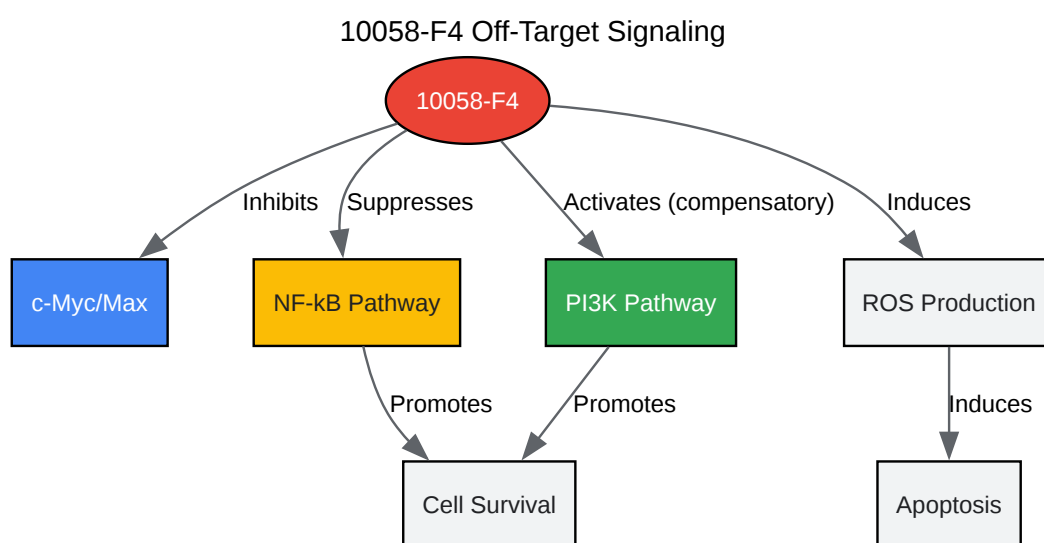 10058-F4 Off-Target Signaling
10058-F4
Inhibits
Suppresses
Activates (compensatory)
Induces
c-Myc/Max
NF-kB Pathway
PI3K Pathway
ROS Production
Promotes
Promotes
Induces
Cell Survival
Apoptosis